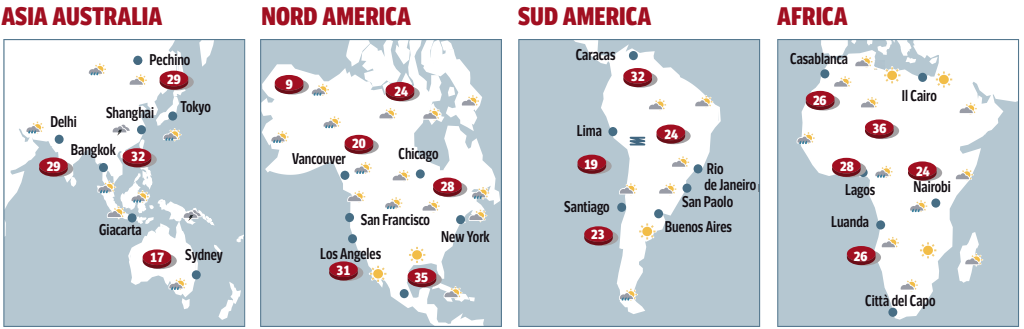 ASIA AUSTRALIA
Pechino
29
Shanghai
Tokyo
Delhi
Bangkok
32
29
Giacarta
17
Sydney
NORD AMERICA
9
24
20
Vancouver
Chicago
28
San Francisco
New York
Los Angeles
31
35
SUD AMERICA
Caracas
32
Lima
24
19
Rio
de Janeiro
San Paolo
Santiago
Buenos Aires
23
AFRICA
Casablanca
Il Cairo
26
36
28
24
Lagos
Nairobi
Luanda
26
Città del Capo